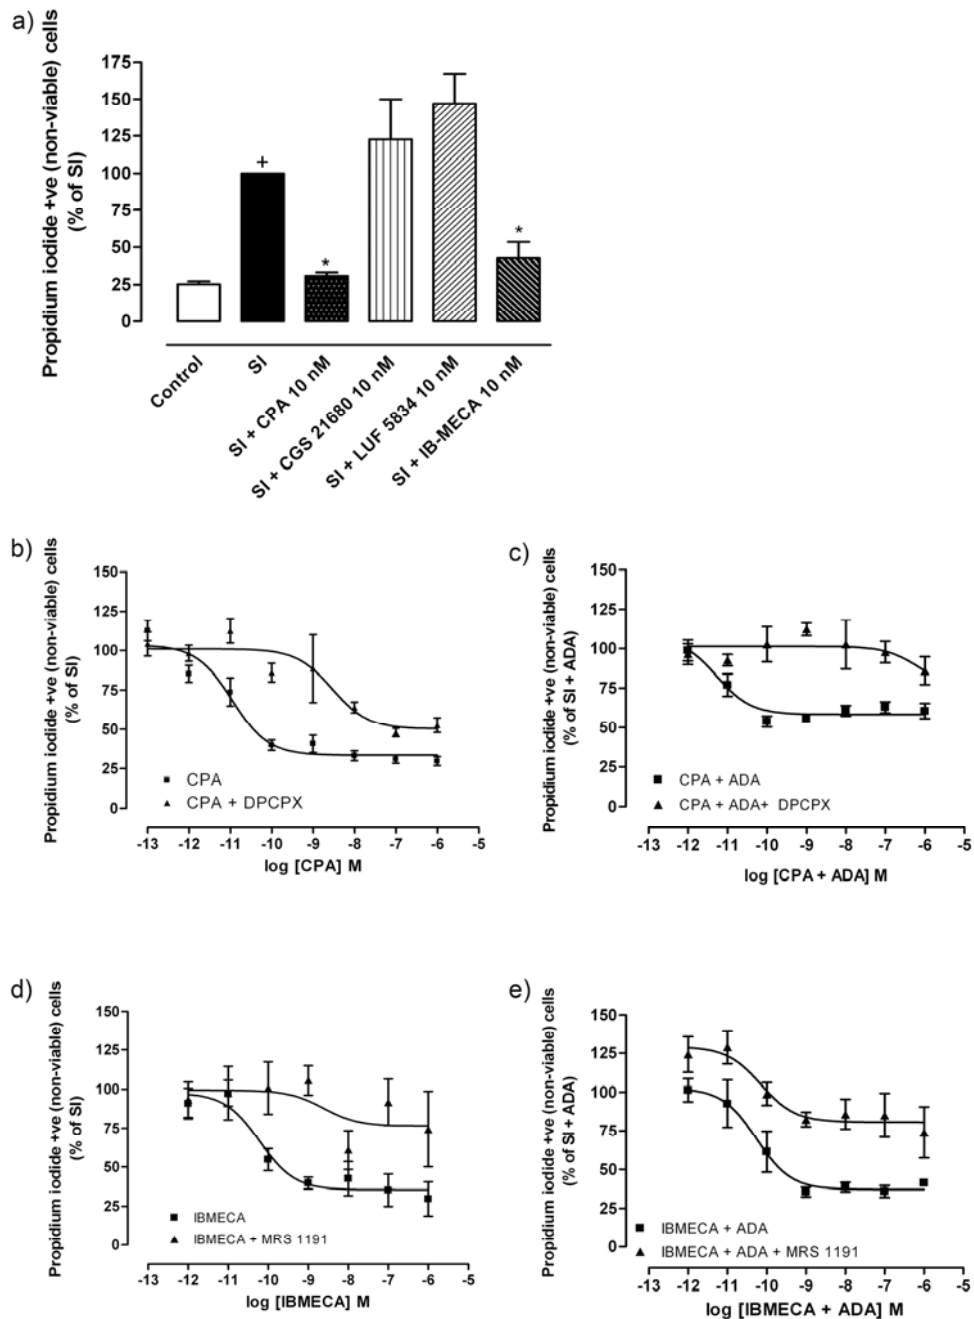 a)
Propidium iodide +ve (non-viable) cells
(% of SI)
175
150
125
100
75
50
25
0
+
*
*
Control
SI
SI + CPA 10 nM
SI + CGS 21680 10 nM
SI + LUF 5834 10 nM
SI + IB-MECA 10 nM
b)
Propidium iodide +ve (non-viable) cells
(% of SI)
150
125
100
75
50
25
0
CPA
CPA + DPCPX
-13 -12 -11 -10 -9 -8 -7 -6 -5
log [CPA] M
c)
Propidium iodide +ve (non-viable) cells
(% of SI + ADA)
150
125
100
75
50
25
0
CPA + ADA
CPA + ADA+ DPCPX
-13 -12 -11 -10 -9 -8 -7 -6 -5
log [CPA + ADA] M
d)
Propidium iodide +ve (non-viable) cells
(% of SI)
150
125
100
75
50
25
0
IBMECA
IBMECA + MRS 1191
-13 -12 -11 -10 -9 -8 -7 -6 -5
log [IBMECA] M
e)
Propidium iodide +ve (non-viable) cells
(% of SI + ADA)
150
125
100
75
50
25
0
IBMECA + ADA
IBMECA + ADA + MRS 1191
-13 -12 -11 -10 -9 -8 -7 -6 -5
log [IBMECA + ADA] M